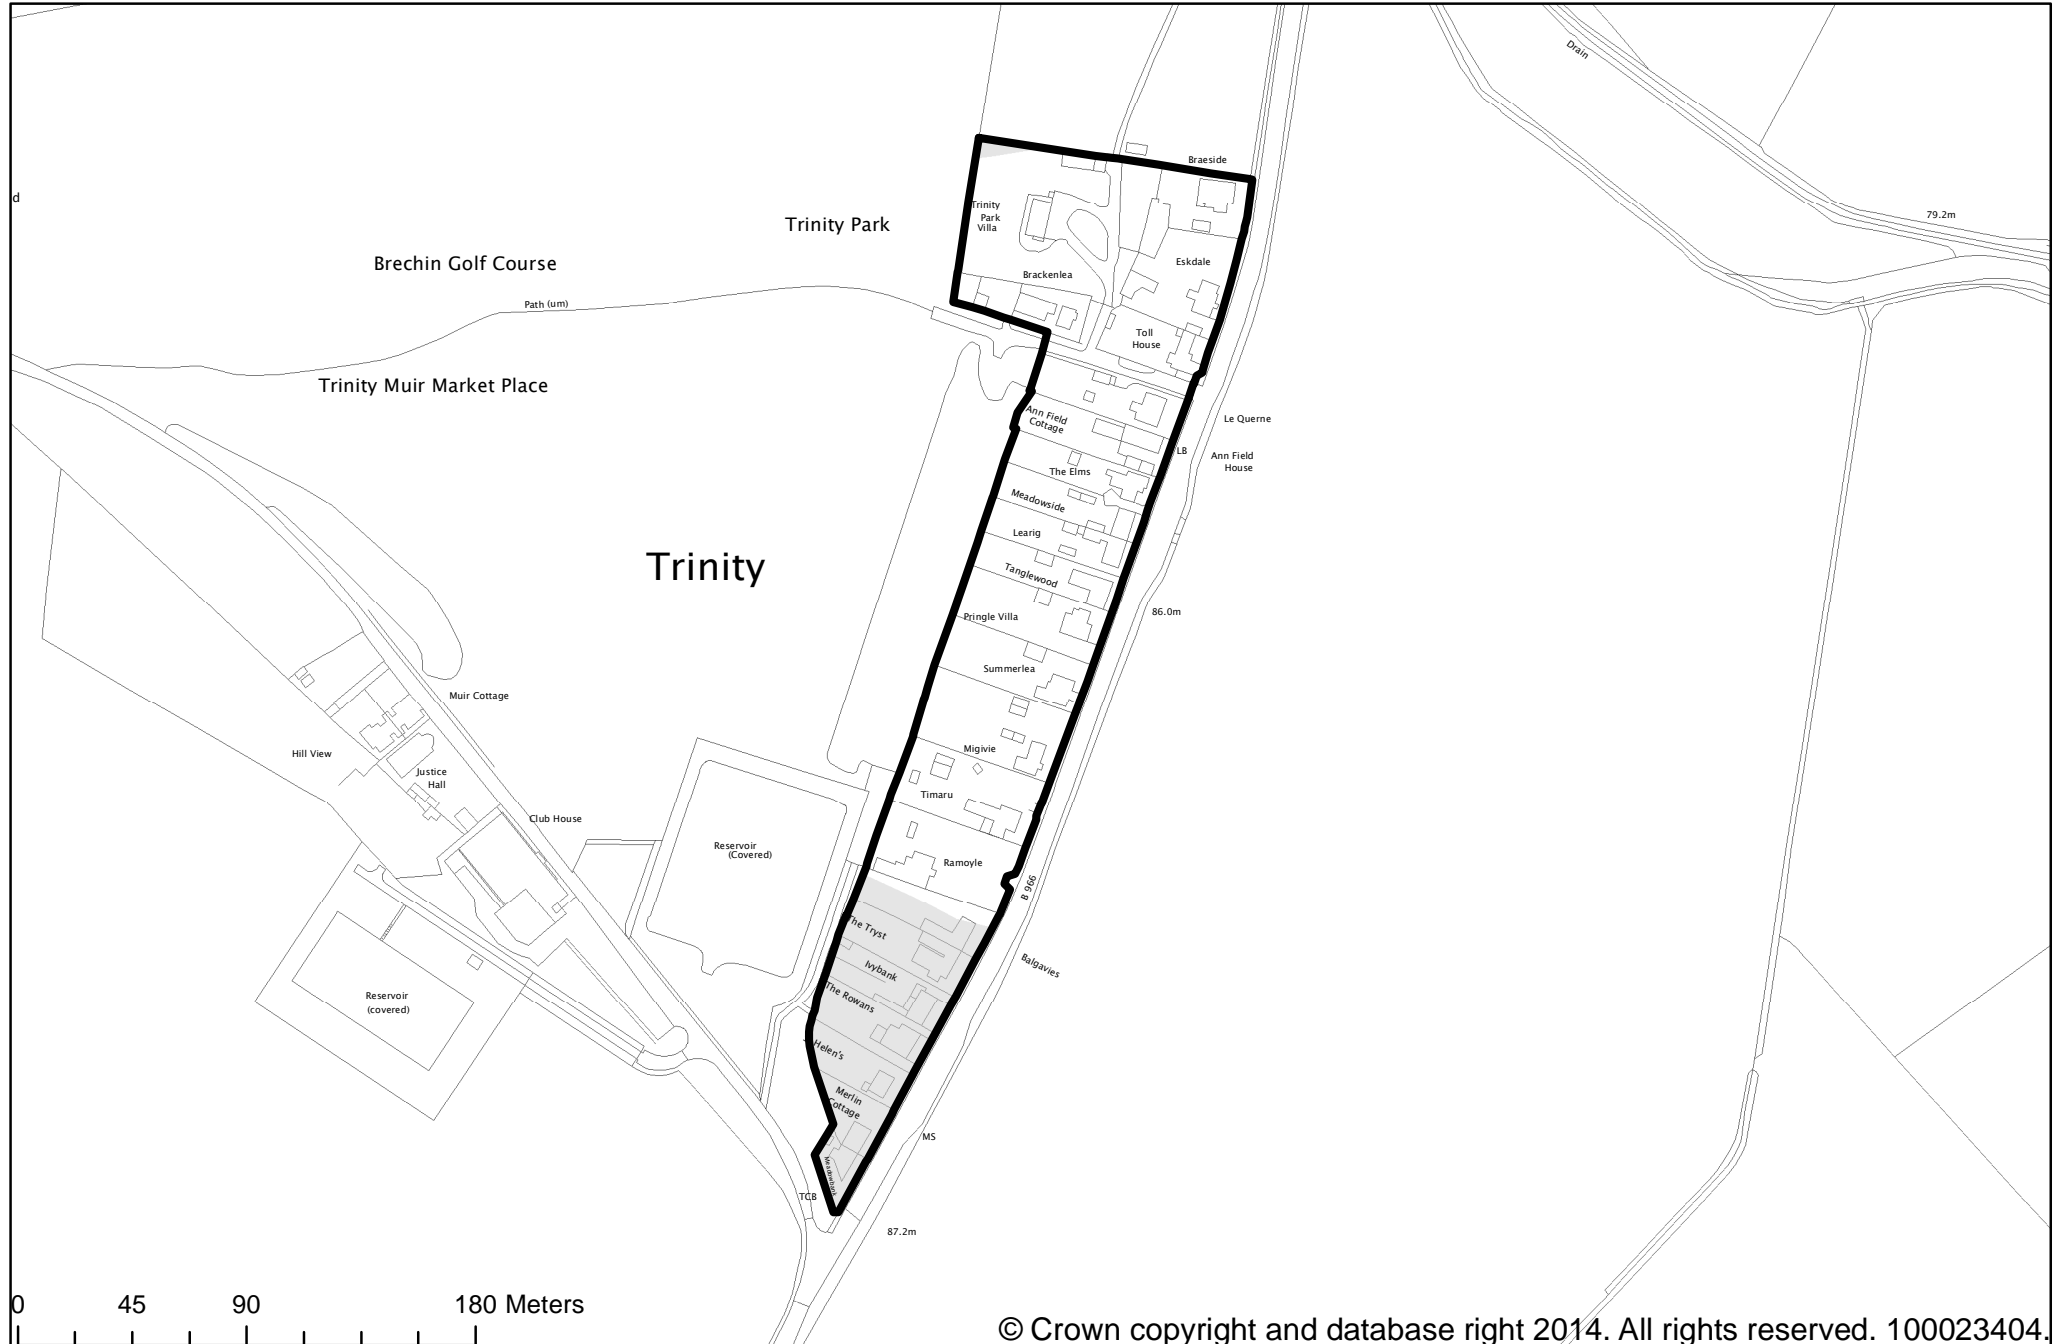 Drain
Braeside
d
Trinity
Park
Villa
79.2m
Trinity Park
Brechin Golf Course
Eskdale
Brackenlea
Path (um)
Toll
House
Trinity Muir Market Place
Ann Field
Cottage
Le Querne
LB
Ann Field
House
The Elms
Meadowside
Learig
Trinity
Tanglewood
86.0m
Pringle Villa
Summerlea
Muir Cottage
Hill View
Migivie
Justice
Hall
Timaru
Club House
Reservoir
(Covered)
Ramoyle
B 966
The Tryst
Balgavies
Ivybank
Reservoir
(covered)
The Rowans
Helen's
Merlin
Cottage
MS
Meadowbank
TCB
87.2m
0 45 90 180 Meters
© Crown copyright and database right 2014. All rights reserved. 100023404.